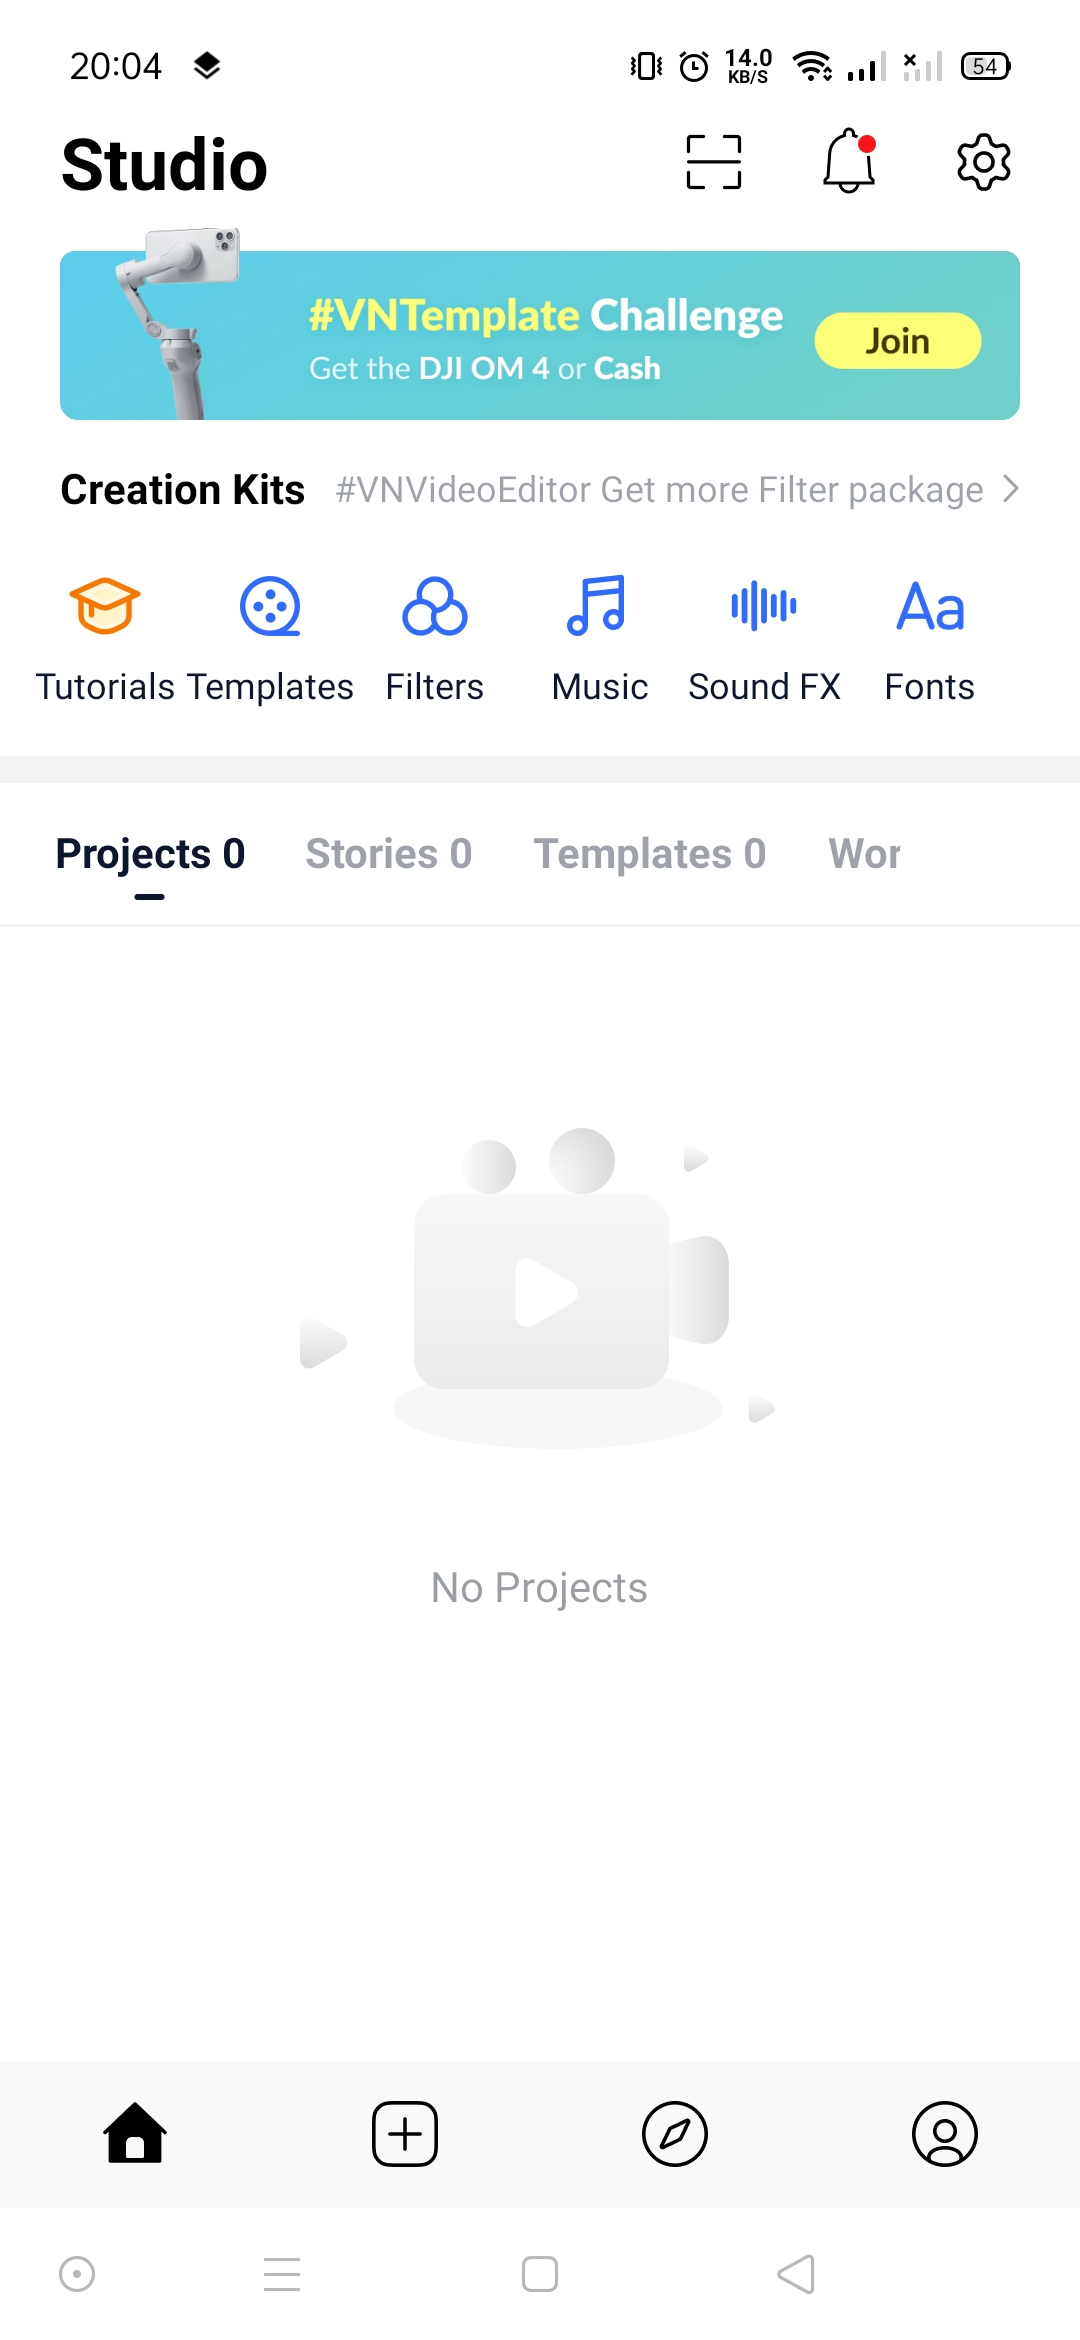 20:04 14.0 KB/S 54
Studio
#VNTemplate Challenge
Get the DJI OM 4 or Cash
Join
Creation Kits #VNVideoEditor Get more Filter package
Tutorials Templates Filters Music Sound FX Fonts
Projects 0 Stories 0 Templates 0 Wor
No Projects